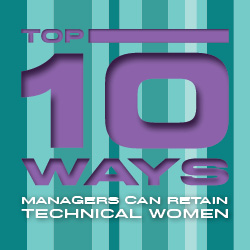 TOP
10
WAYS
MANAGERS CAN RETAIN
TECHNICAL WOMEN